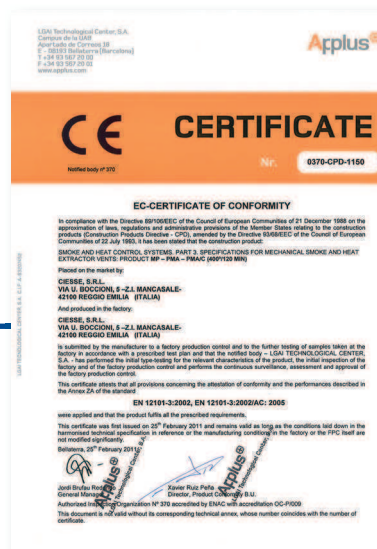 LGAI Technological Center, S.A.
Campus de la UAB
Apartado de Correos 18
E - 08193 Bellaterra (Barcelona)
T +34 93 567 20 00
F +34 93 567 20 01
www.applus.com
Applus
CE
Notified body nº 370
CERTIFICATE
Nr. 0370-CPD-1150
EC-CERTIFICATE OF CONFORMITY
In compliance with the Directive 89/106/EEC of the Council of European Communities of 21 December 1988 on the
approximation of laws, regulations and administrative provisions of the Member States relating to the construction
products (Construction Products Directive - CPD), amended by the Directive 93/68/EEC of the Council of European
Communities of 22 July 1993, it has been stated that the construction product:
SMOKE AND HEAT CONTROL SYSTEMS. PART 3. SPECIFICATIONS FOR MECHANICAL SMOKE AND HEAT
EXTRACTOR VENTS: PRODUCT MP – PMA – PMA/C (400º/120 MIN)
Placed on the market by:
CIESSE, S.R.L.
VIA U. BOCCIONI, 5 –Z.I. MANCASALE-
42100 REGGIO EMILIA (ITALIA)
And produced in the factory:
CIESSE, S.R.L.
VIA U. BOCCIONI, 5 –Z.I. MANCASALE-
42100 REGGIO EMILIA (ITALIA)
is submitted by the manufacturer to a factory production control and to the further testing of samples taken at the
factory in accordance with a prescribed test plan and that the notified body – LGAI TECHNOLOGICAL CENTER,
S.A. - has performed the initial type-testing for the relevant characteristics of the product, the initial inspection of the
factory and of the factory production control and performs the continuous surveillance, assessment and approval of
the factory production control.
This certificate attests that all provisions concerning the attestation of conformity and the performances described in
the Annex ZA of the standard
EN 12101-3:2002, EN 12101-3:2002/AC: 2005
were applied and that the product fulfils all the prescribed requirements.
This certificate was first issued on 25th February 2011 and remains valid as long as the conditions laid down in the
harmonised technical specification in reference or the manufacturing conditions in the factory or the FPC itself are
not modified significantly.
Bellaterra, 25th February 2011
Applus
Technological Center, S.A.
Applus
Technological Center, S.A.
Jordi Brufau
General Manager
Xavier Ruiz Peña
Director, Product Conformity B.U.
Authorized Inspection Organization Nº 370 accredited by ENAC with accreditation OC-P/009
This document is not valid without its corresponding technical annex, whose number coincides with the number of
certificate.